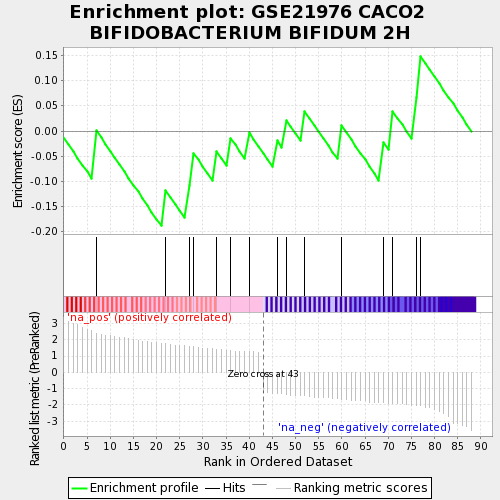 Enrichment plot: GSE21976 CACO2
BIFIDOBACTERIUM BIFIDUM 2H
Enrichment score (ES)
0.15
0.10
0.05
0.00
-0.05
-0.10
-0.15
-0.20
'na_pos' (positively correlated)
Ranked list metric (PreRanked)
3
2
1
0
-1
-2
-3
Zero cross at 43
'na_neg' (negatively correlated)
0 5 10 15 20 25 30 35 40 45 50 55 60 65 70 75 80 85 90
Rank in Ordered Dataset
Enrichment profile Hits Ranking metric scores